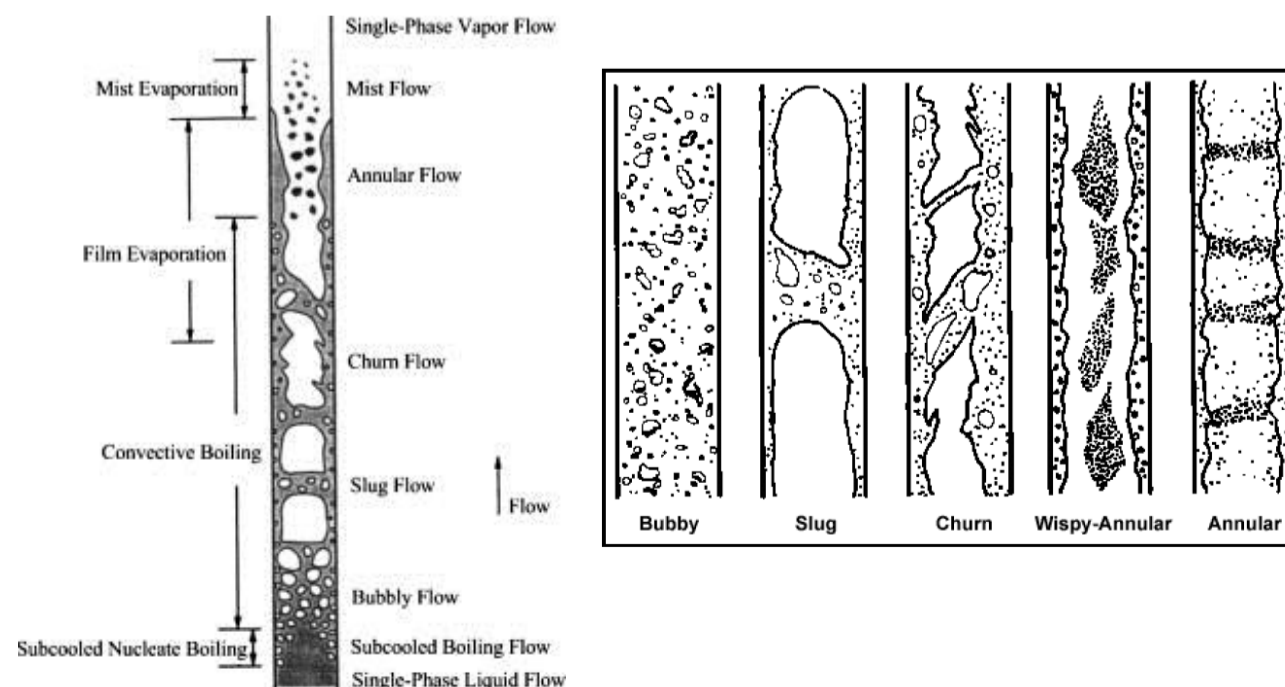 Single-Phase Vapor Flow
Mist Evaporation
Mist Flow
Annular Flow
Film Evaporation
Churn Flow
Convective Boiling
Slug Flow
Flow
Bubbly Flow
Subcooled Nucleate Boiling
Subcooled Boiling Flow
Single-Phase Liquid Flow
Bubby
Slug
Churn
Wispy-Annular
Annular